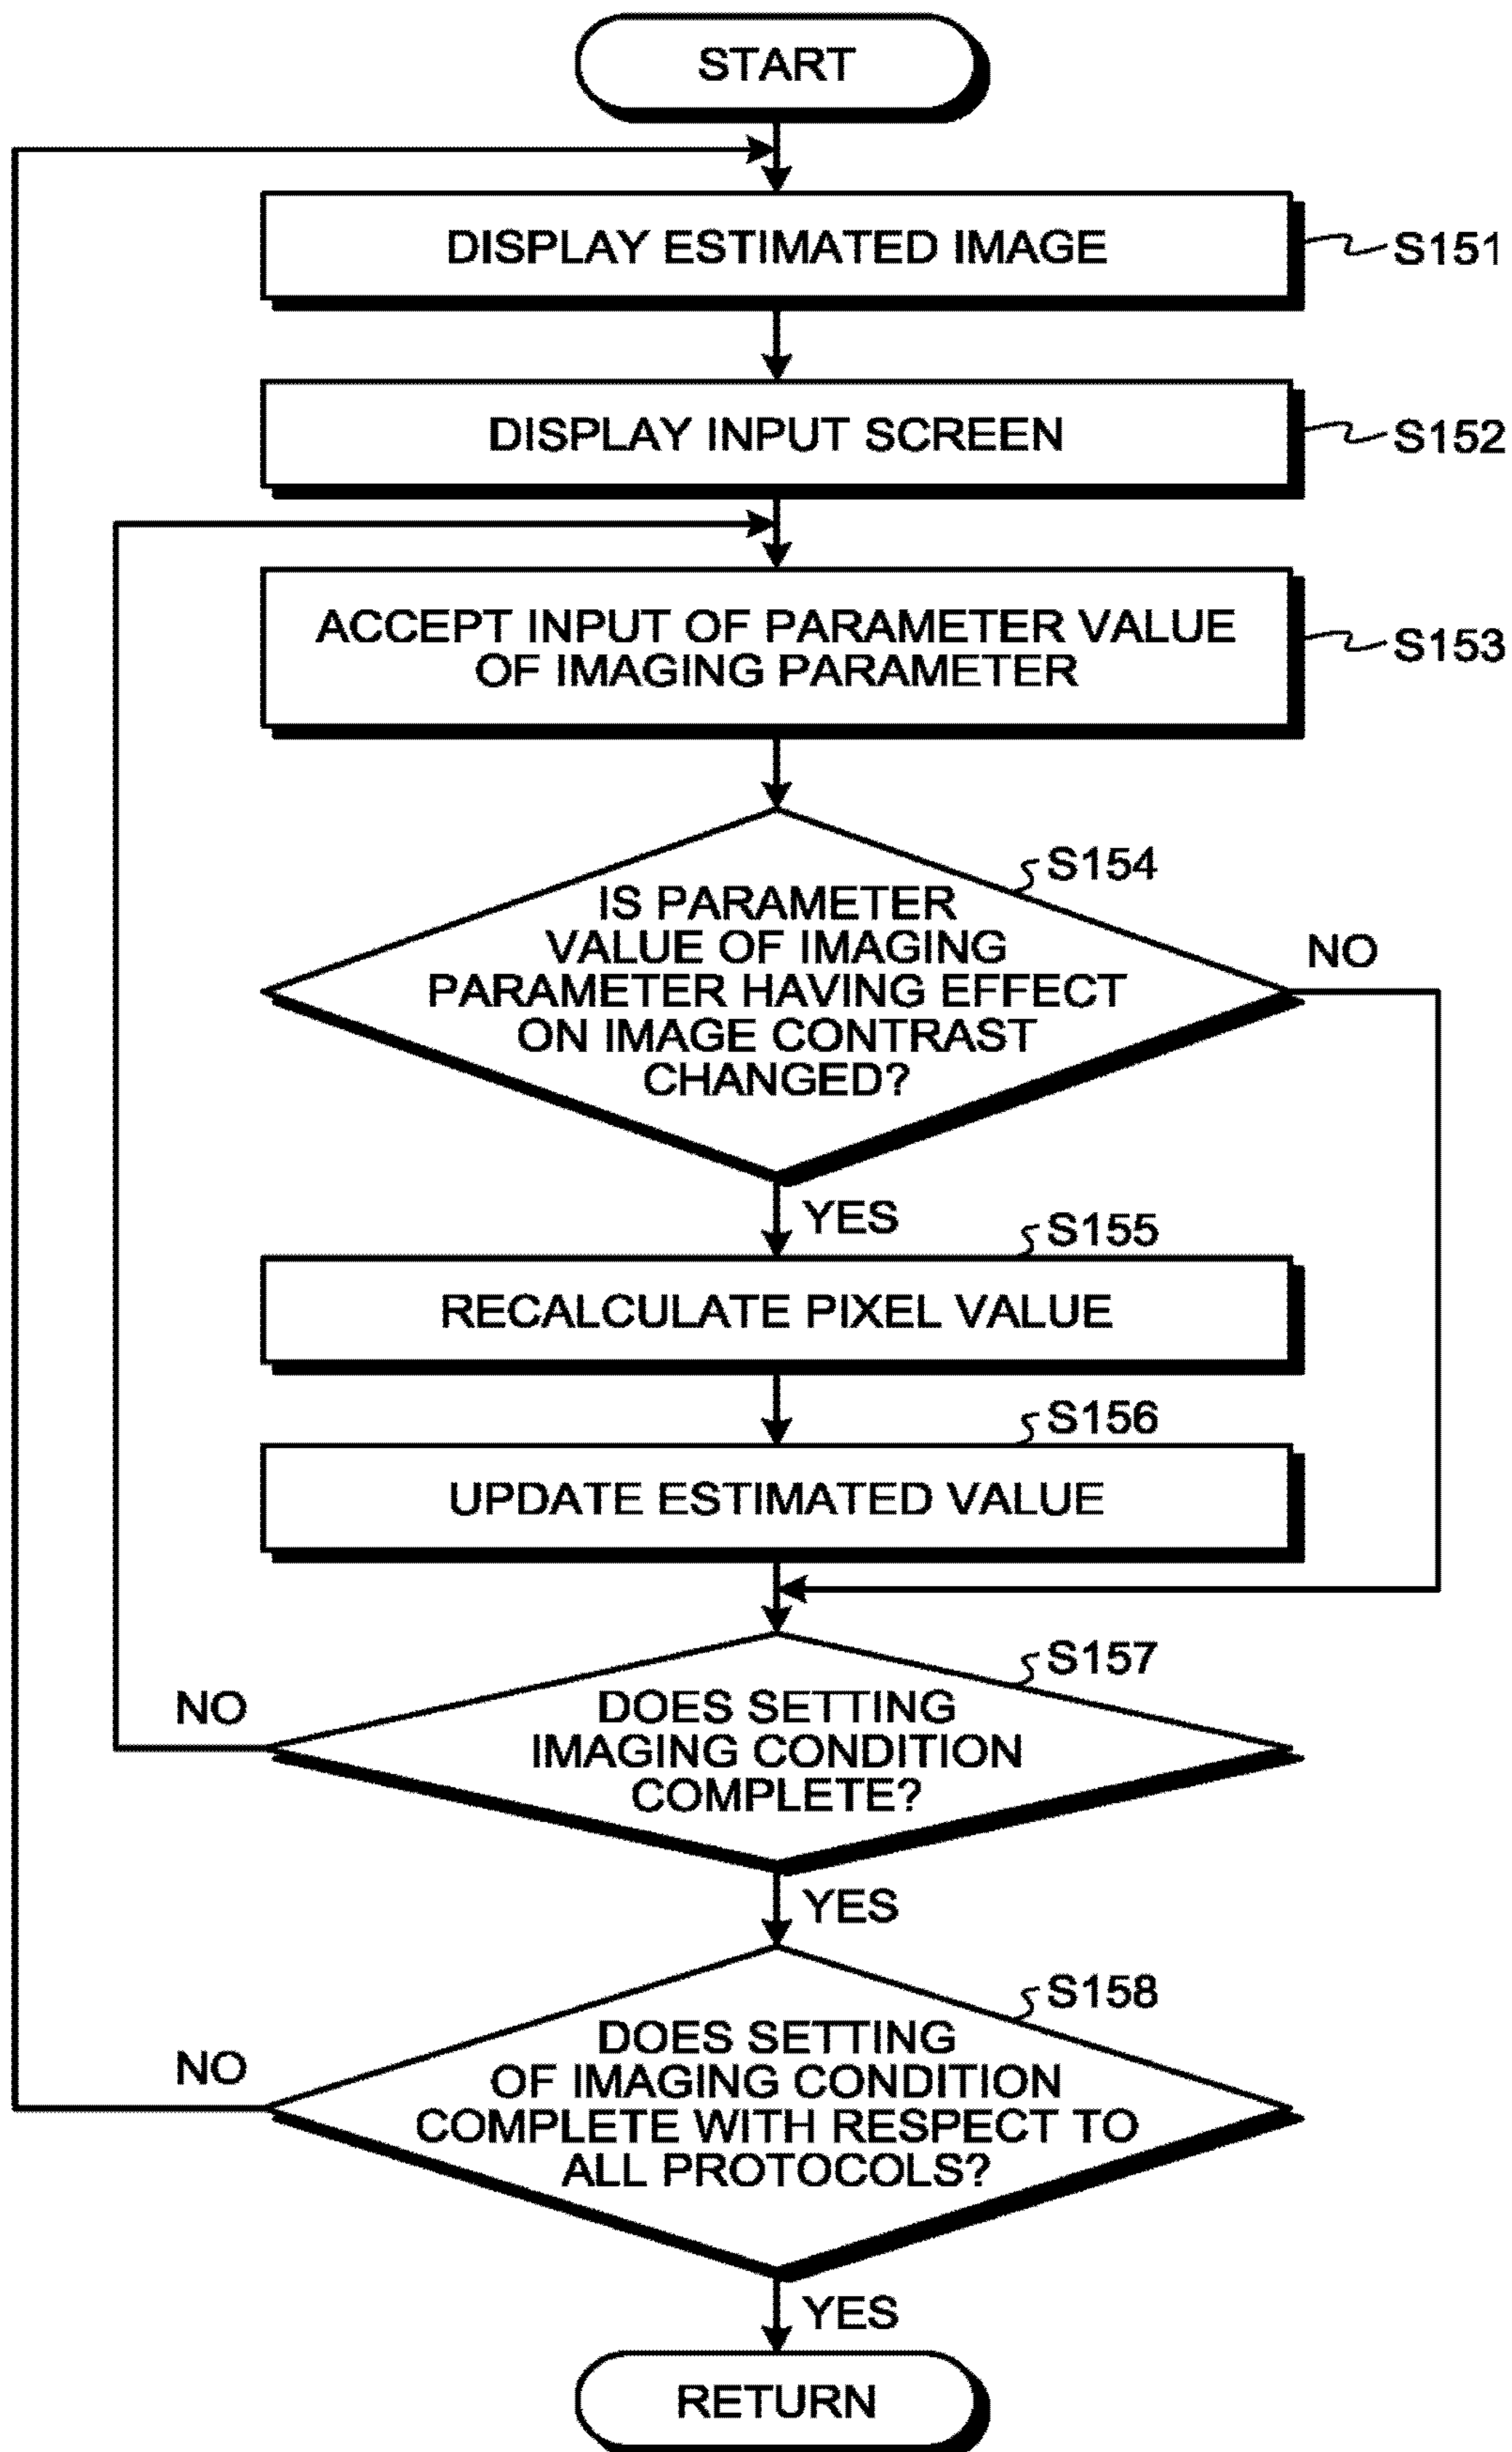 START
DISPLAY ESTIMATED IMAGE
S151
DISPLAY INPUT SCREEN
S152
ACCEPT INPUT OF PARAMETER VALUE
OF IMAGING PARAMETER
S153
S154
IS PARAMETER
VALUE OF IMAGING
PARAMETER HAVING EFFECT
ON IMAGE CONTRAST
CHANGED?
NO
YES
S155
RECALCULATE PIXEL VALUE
S156
UPDATE ESTIMATED VALUE
S157
DOES SETTING
IMAGING CONDITION
COMPLETE?
NO
YES
S158
DOES SETTING
OF IMAGING CONDITION
COMPLETE WITH RESPECT TO
ALL PROTOCOLS?
NO
YES
RETURN